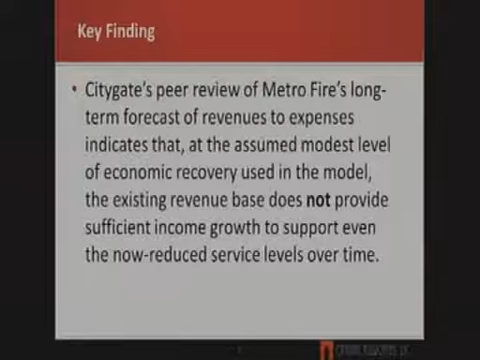 Key Finding
• Citygate's peer review of Metro Fire's long-
term forecast of revenues to expenses
indicates that, at the assumed modest level
of economic recovery used in the model,
the existing revenue base does not provide
sufficient income growth to support even
the now-reduced service levels over time.